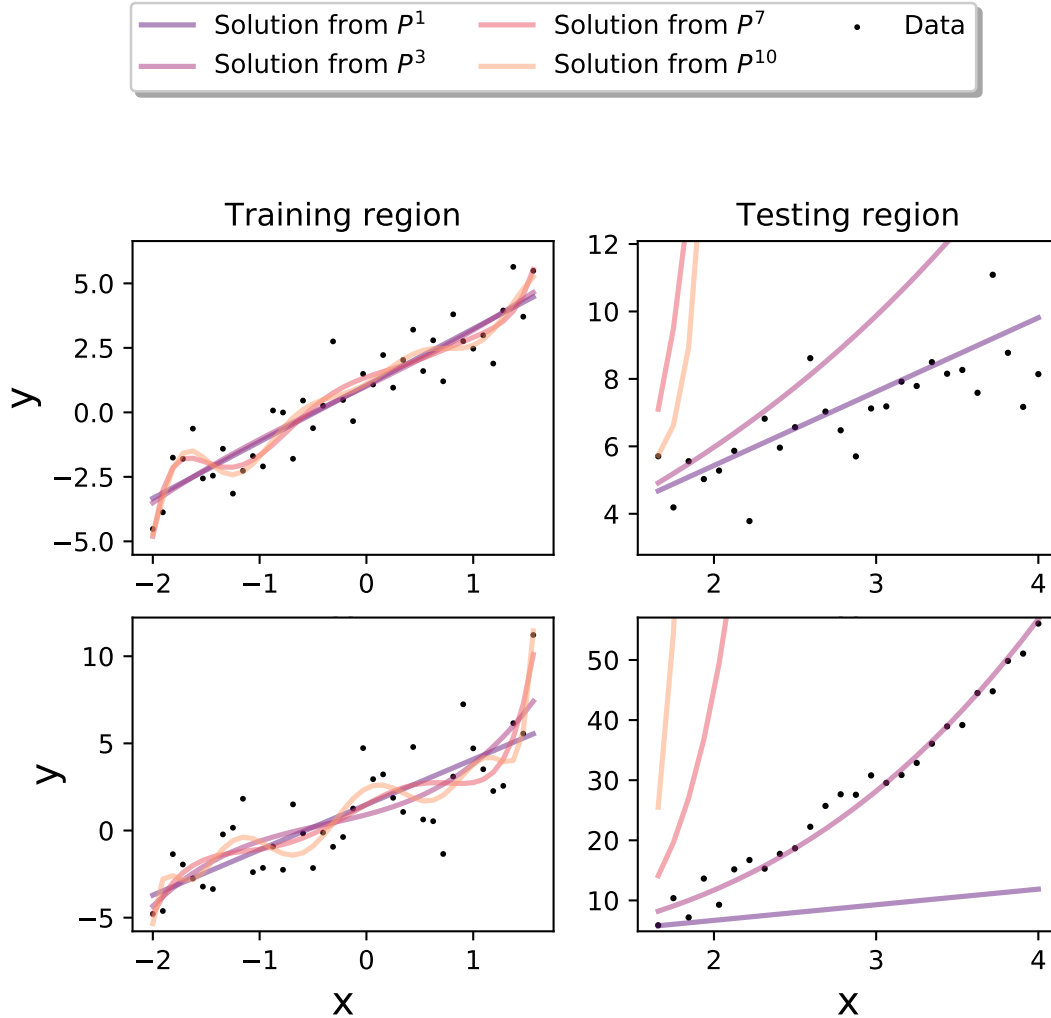 Solution from P¹ Solution from P⁷ Data
Solution from P³ Solution from P¹⁰
Training region Testing region
y
5.0
2.5
0.0
−2.5
−5.0
−2 −1 0 1
12
10
8
6
4
2 3 4
y
10
5
0
−5
−2 −1 0 1
x
50
40
30
20
10
2 3 4
x